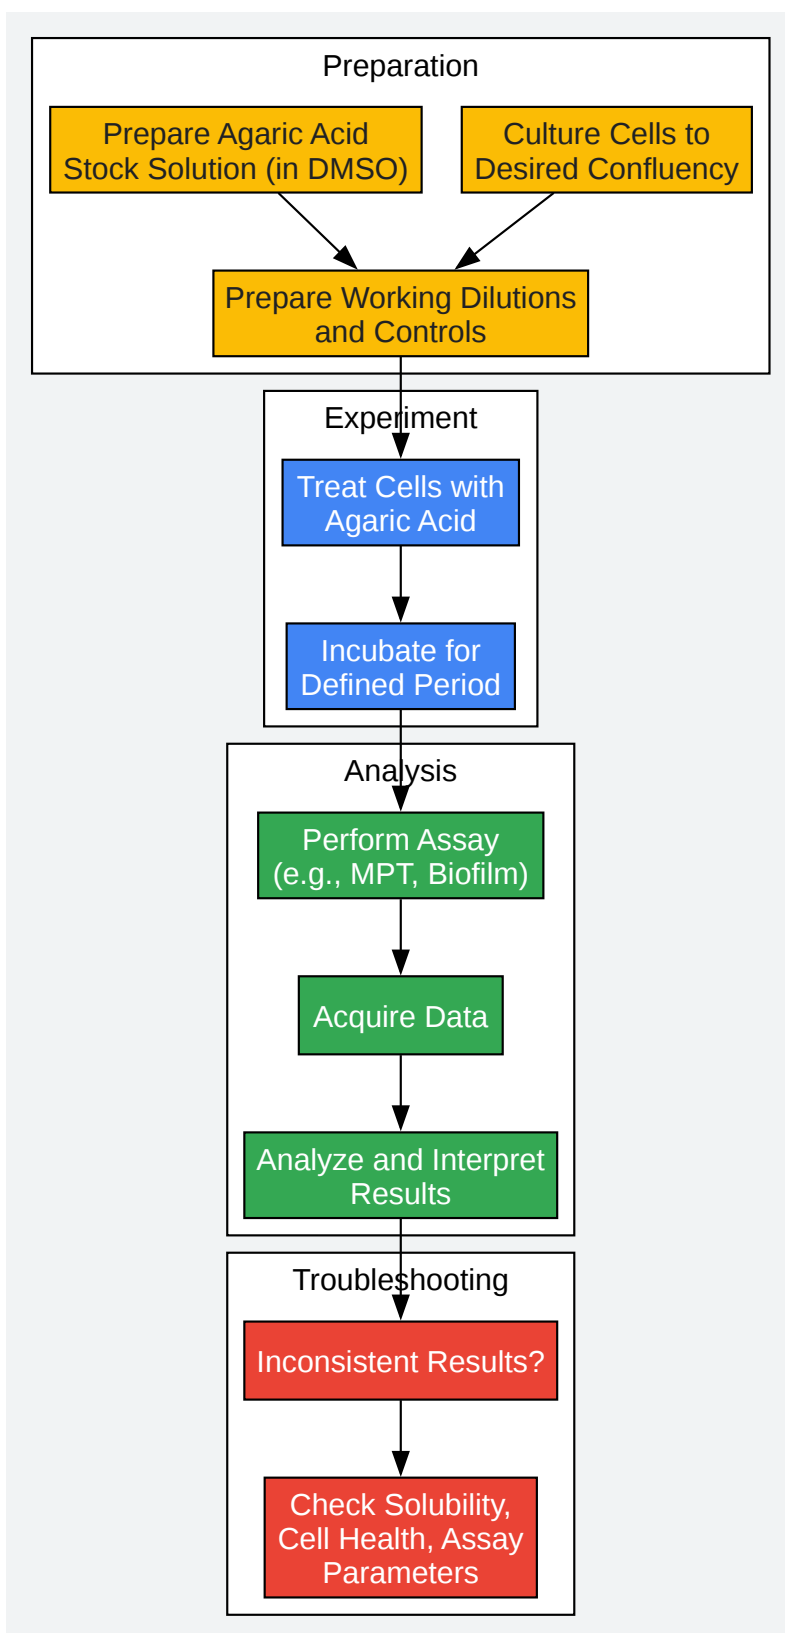 Preparation
Prepare Agaric Acid
Stock Solution (in DMSO)
Culture Cells to
Desired Confluency
Prepare Working Dilutions
and Controls
Experiment
Treat Cells with
Agaric Acid
Incubate for
Defined Period
Analysis
Perform Assay
(e.g., MPT, Biofilm)
Acquire Data
Analyze and Interpret
Results
Troubleshooting
Inconsistent Results?
Check Solubility,
Cell Health, Assay
Parameters